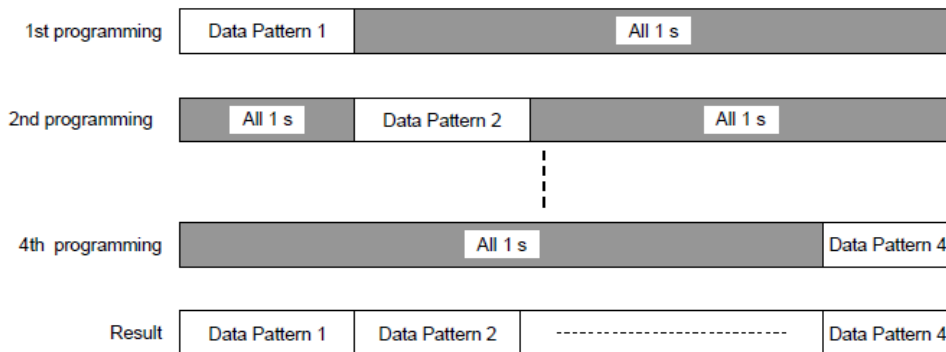 1st programming Data Pattern 1 All 1 s
2nd programming All 1 s Data Pattern 2 All 1 s
4th programming All 1 s Data Pattern 4
Result Data Pattern 1 Data Pattern 2 Data Pattern 4